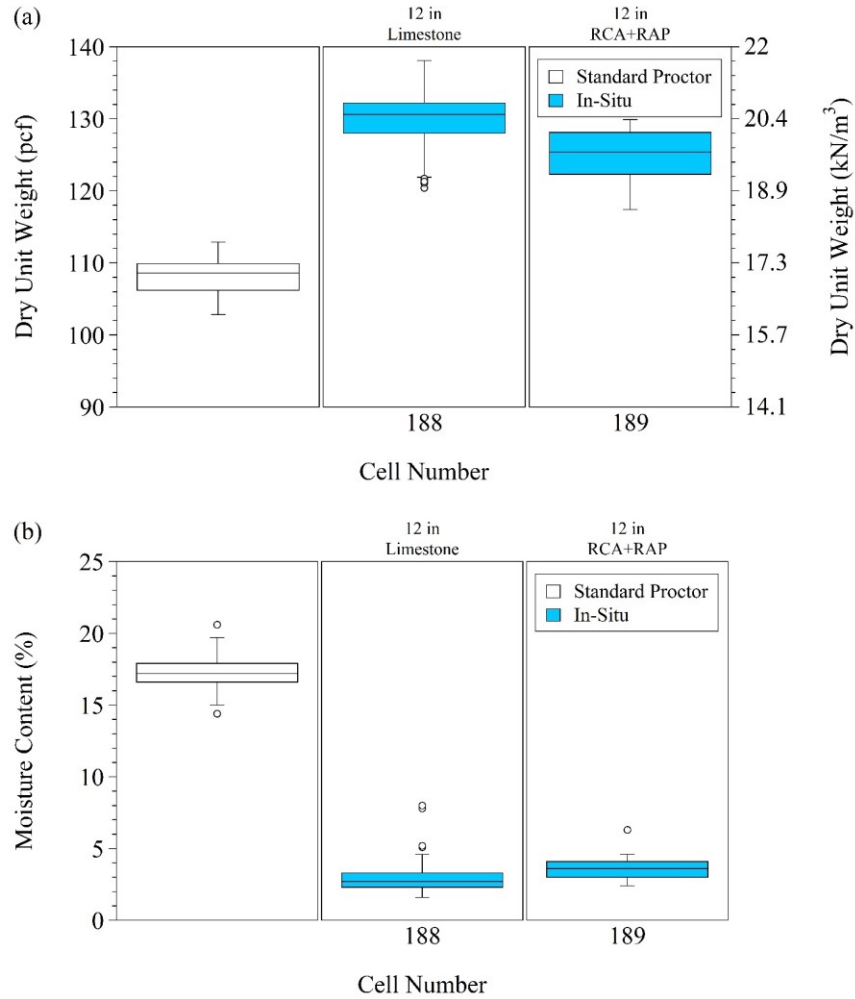 (a)
12 in
Limestone
12 in
RCA+RAP
Dry Unit Weight (pcf)
140
130
120
110
100
90
Standard Proctor
In-Situ
22
20.4
18.9
17.3
15.7
14.1
Dry Unit Weight (kN/m³)
188
189
Cell Number
(b)
12 in
Limestone
12 in
RCA+RAP
Moisture Content (%)
25
20
15
10
5
0
Standard Proctor
In-Situ
188
189
Cell Number